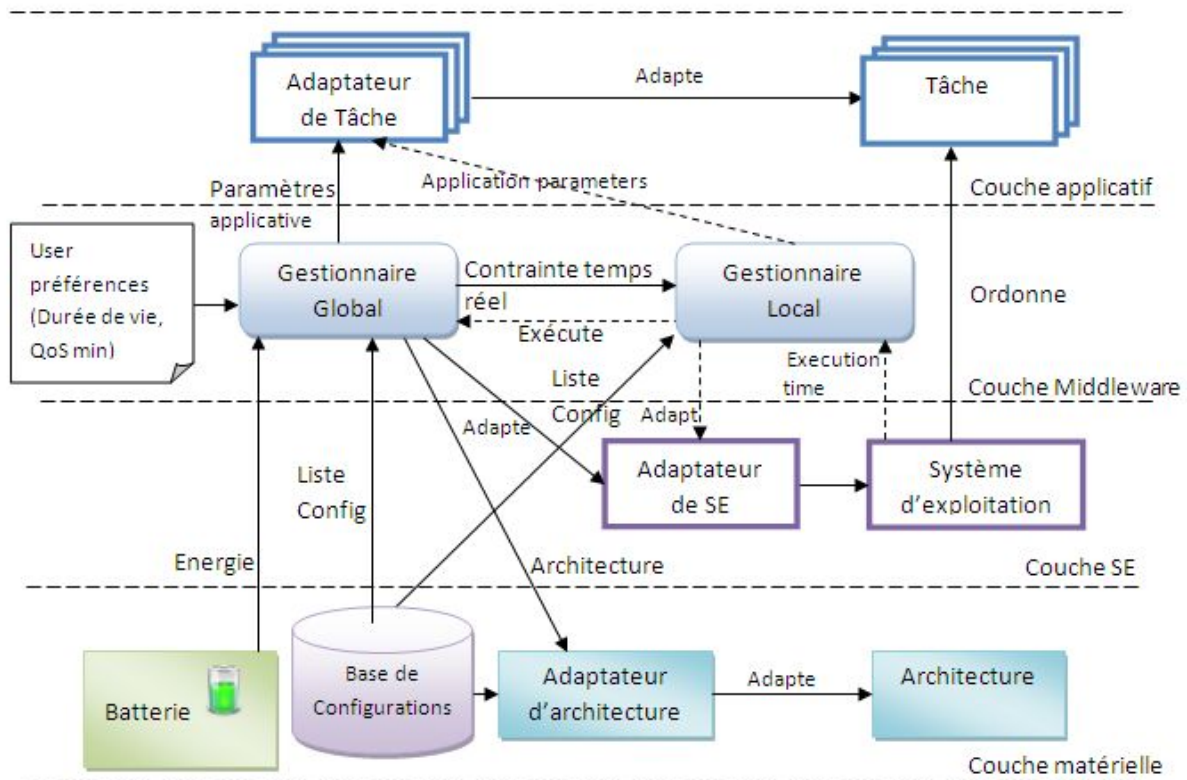 Adaptateur
de Tâche
Adapte
Tâche
Paramètres
applicative
Application parameters
Couche applicatif
User
préférences
(Durée de vie,
QoS min)
Gestionnaire
Global
Contrainte temps
réel
Exécute
Gestionnaire
Local
Ordonne
Execution
time
Couche Middleware
Liste
Config
Adapte
Adapt
Adaptateur
de SE
Système
d'exploitation
Liste
Config
Energie
Architecture
Couche SE
Batterie
Base de
Configurations
Adaptateur
d'architecture
Adapte
Architecture
Couche matérielle